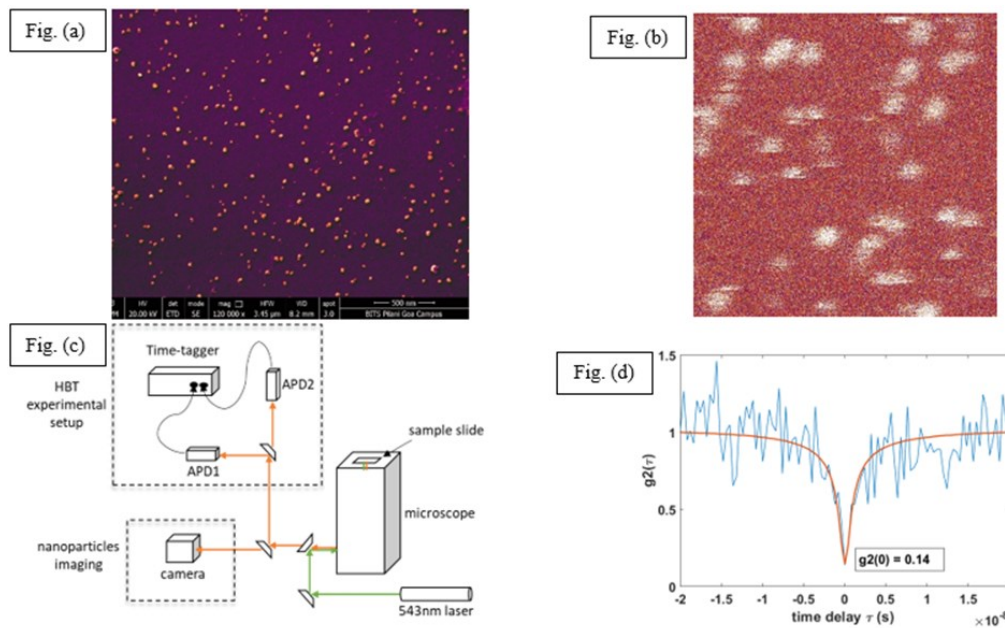 Fig. (a)
Fig. (b)
HV det mode mag HFW WD spot 500 nm
20.00 kV ETD SE 120 000 x 3.45 µm 8.2 mm 3.0 BITS Pilani Goa Campus
Fig. (c)
Time-tagger
HBT
experimental
setup
APD2
APD1
sample slide
microscope
nanoparticles
imaging
camera
543nm laser
Fig. (d)
1.5
1
0.5
0
g2(τ)
g2(0) = 0.14
-2 -1.5 -1 -0.5 0 0.5 1 1.5
time delay τ (s)